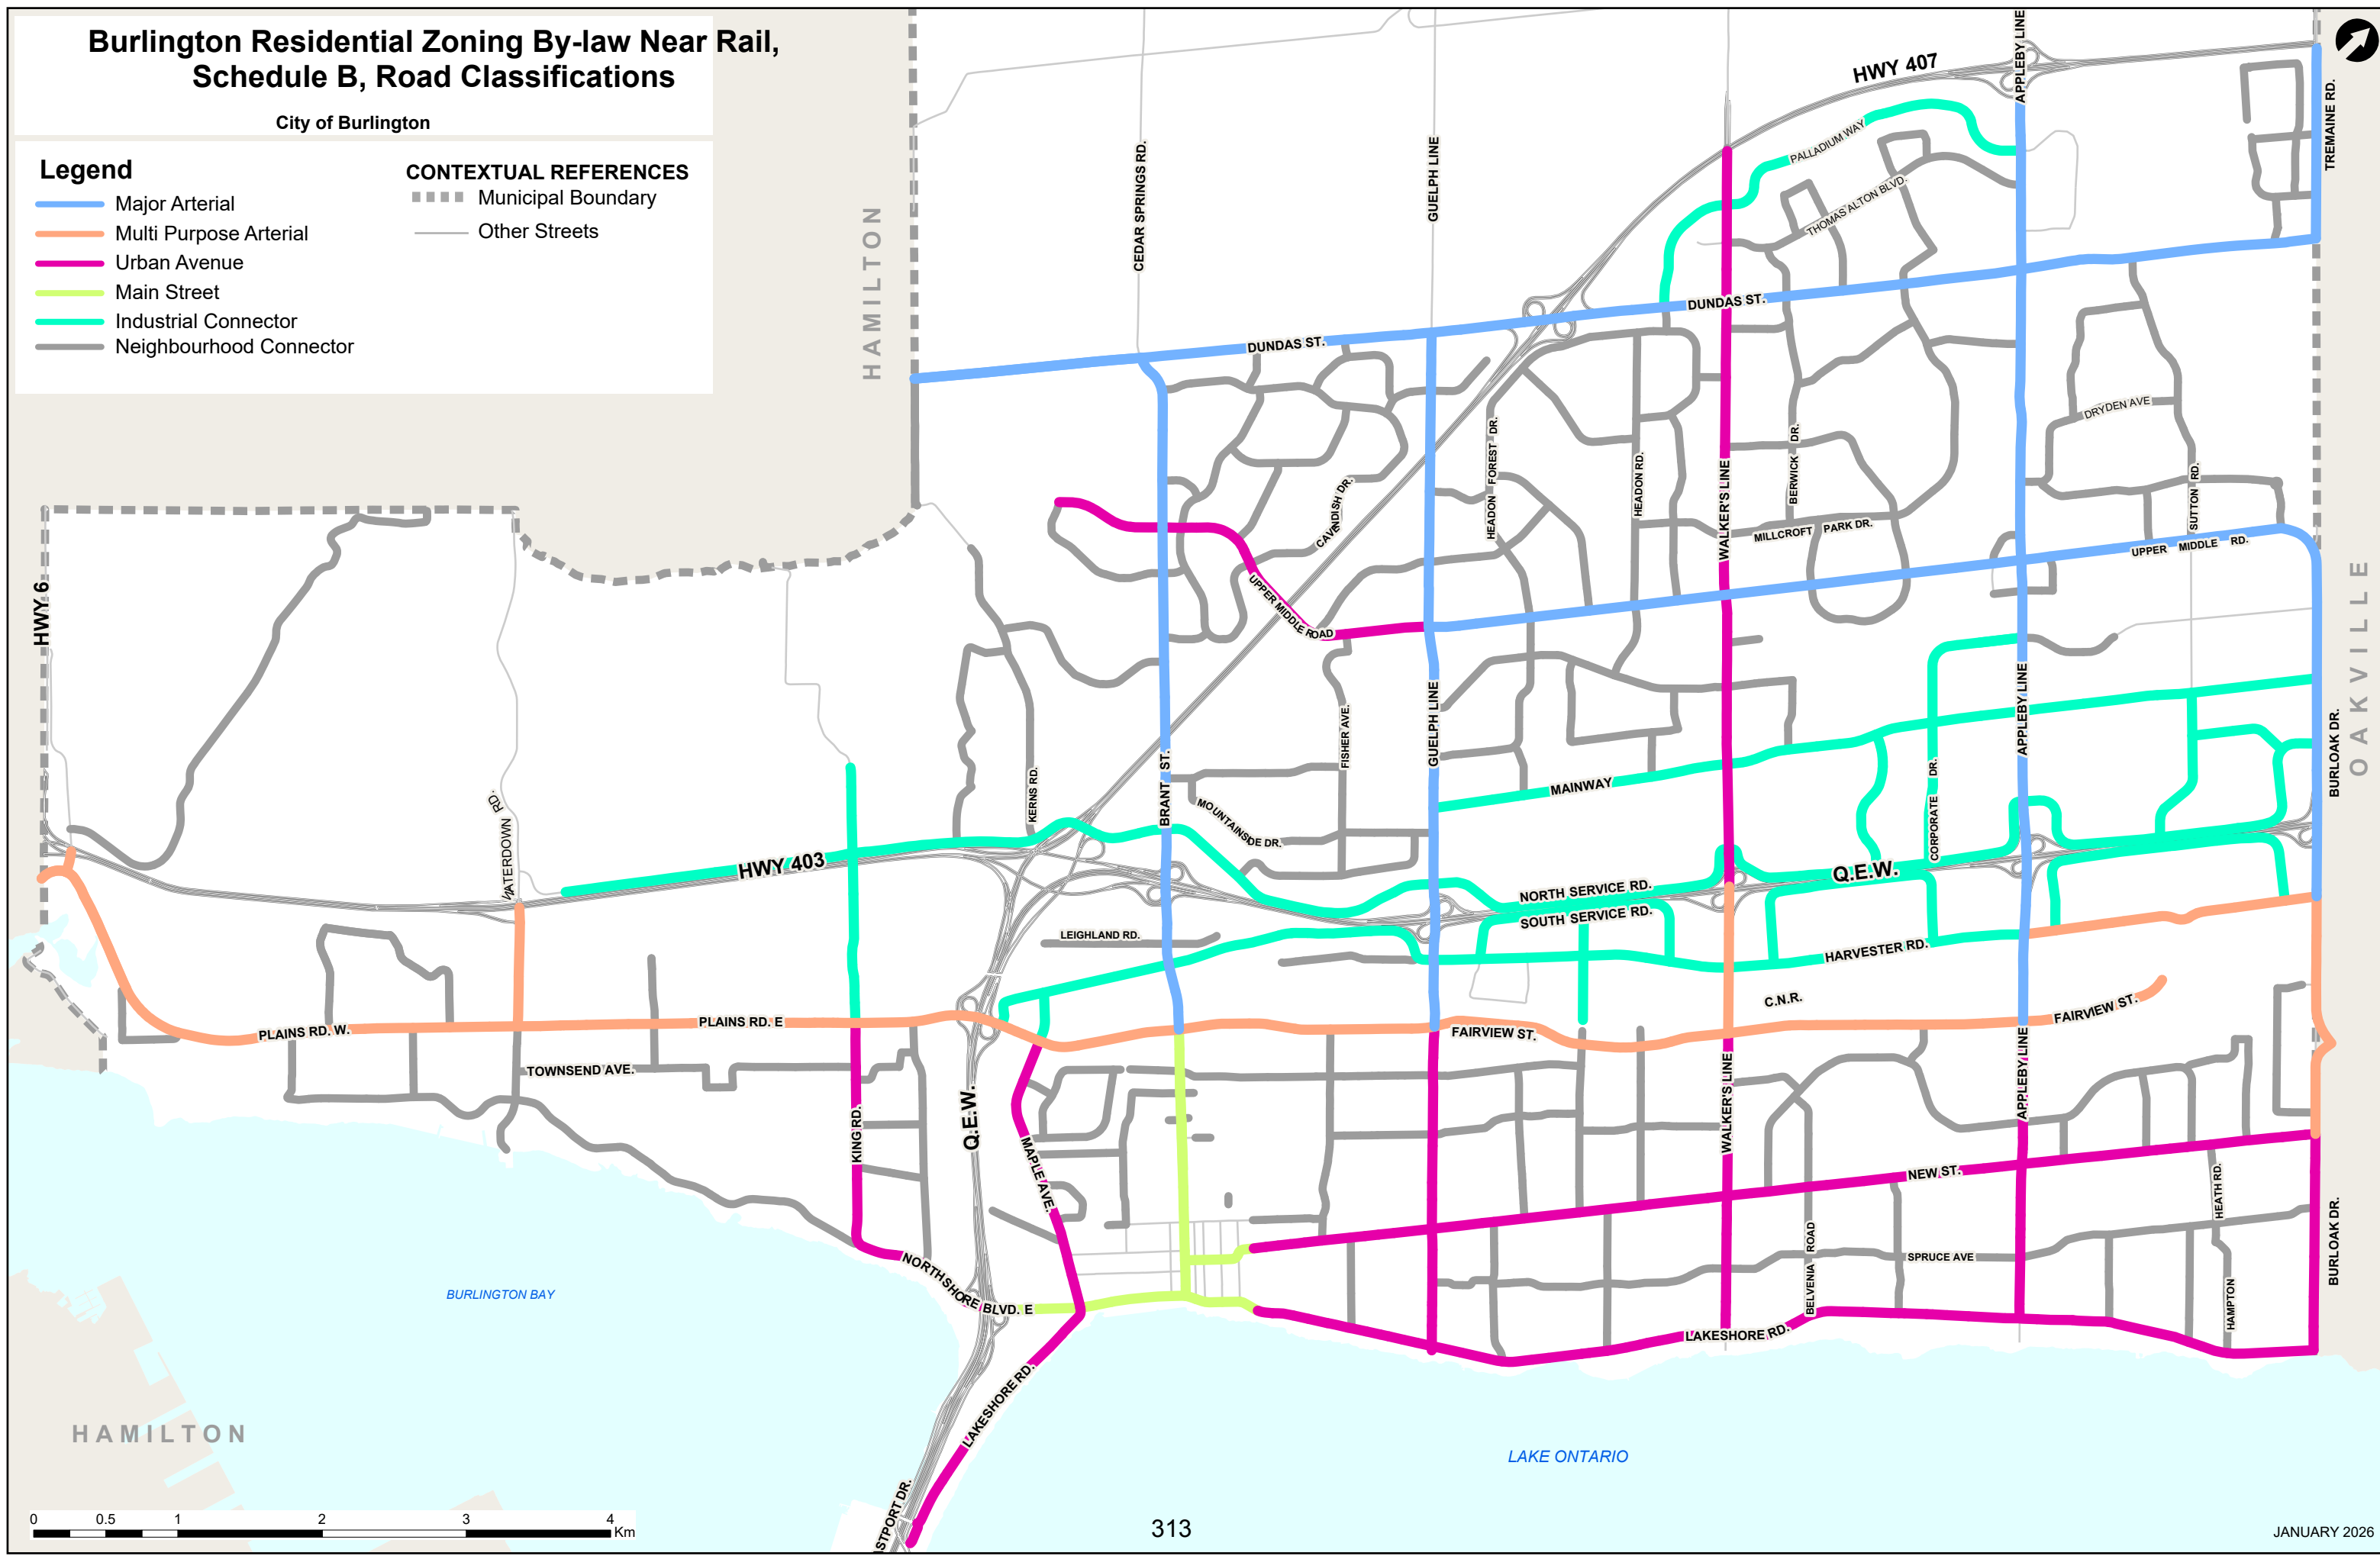 Burlington Residential Zoning By-law Near Rail,
Schedule B, Road Classifications
City of Burlington
Legend
Major Arterial
Multi Purpose Arterial
Urban Avenue
Main Street
Industrial Connector
Neighbourhood Connector
CONTEXTUAL REFERENCES
Municipal Boundary
Other Streets
HAMILTON
CEDAR SPRINGS RD.
GUELPH LINE
HWY 407
APPLEBY LINE
TREMAINE RD.
PALLADIUM WAY
THOMAS ALTON BLVD.
DUNDAS ST.
DUNDAS ST.
DRYDEN AVE
HEADON FOREST DR.
HEADON RD.
WALKER'S LINE
BERWICK DR.
SUTTON RD.
CAVENDISH DR.
MILLCROFT PARK DR.
UPPER MIDDLE RD.
UPPER MIDDLE ROAD
HWY 6
OAKVILLE
WATERDOWN RD.
KERNS RD.
BRANT ST.
FISHER AVE.
GUELPH LINE
APPLEBY LINE
BURLOAK DR.
MAINWAY
CORPORATE DR.
MOUNTAINSIDE DR.
HWY 403
Q.E.W.
NORTH SERVICE RD.
SOUTH SERVICE RD.
LEIGHLAND RD.
HARVESTER RD.
C.N.R.
PLAINS RD. W.
PLAINS RD. E
FAIRVIEW ST.
FAIRVIEW ST.
TOWNSEND AVE.
KING RD.
Q.E.W.
MAPLE AVE.
WALKER'S LINE
APPLEBY LINE
NEW ST.
HEATH RD.
BURLOAK DR.
BELVENIA ROAD
SPRUCE AVE
HAMPTON
NORTH SHORE BLVD. E
LAKESHORE RD.
LAKESHORE RD.
BURLINGTON BAY
HAMILTON
LAKE ONTARIO
STPORT DR.
0 0.5 1 2 3 4
Km
313
JANUARY 2026